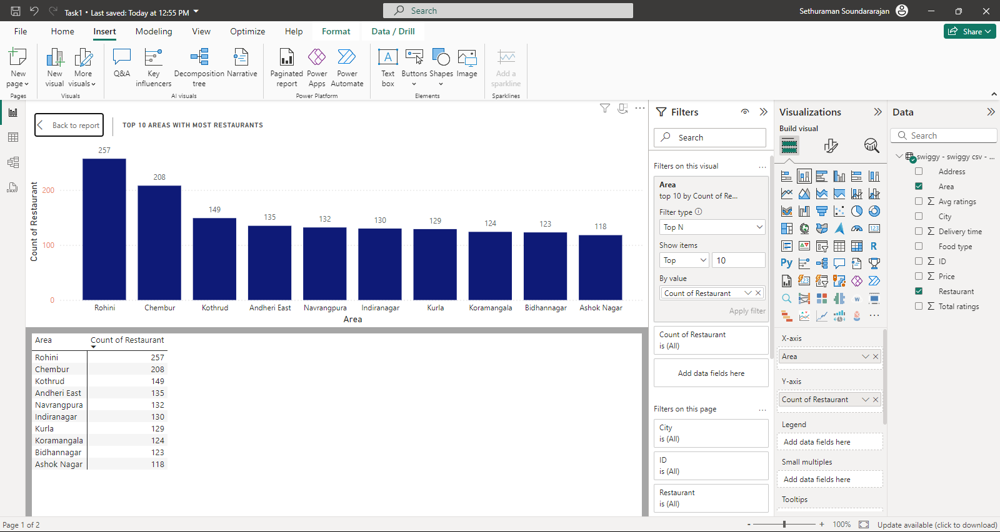 Task1 • Last saved: Today at 12:55 PM
Search
Sethuraman Soundararajan
File Home Insert Modeling View Optimize Help Format Data / Drill
Share
New page
New visual
More visuals
Q&A
Key influencers
Decomposition tree
Narrative
Paginated report
Power Apps
Power Automate
Text box
Buttons
Shapes
Image
Add a sparkline
Pages Visuals AI visuals Power Platform Elements Sparklines
Back to report
TOP 10 AREAS WITH MOST RESTAURANTS
Count of Restaurant
200
100
0
257 208 149 135 132 130 129 124 123 118
Rohini Chembur Kothrud Andheri East Navrangpura Indiranagar Kurla Koramangala Bidhannagar Ashok Nagar
Area
Area Count of Restaurant
Rohini 257
Chembur 208
Kothrud 149
Andheri East 135
Navrangpura 132
Indiranagar 130
Kurla 129
Koramangala 124
Bidhannagar 123
Ashok Nagar 118
Filters
Search
Filters on this visual ...
Area
top 10 by Count of Re...
Filter type
Top N
Show items
Top 10
By value
Count of Restaurant
Apply filter
Count of Restaurant
is (All)
Add data fields here
Filters on this page ...
City
is (All)
ID
is (All)
Restaurant
is (All)
Visualizations
Build visual
123
R
Py
123
W
...
X-axis
Area
Y-axis
Count of Restaurant
Legend
Add data fields here
Small multiples
Add data fields here
Tooltips
Data
Search
swiggy - swiggy csv - ...
Address
Area
Σ Avg ratings
City
Σ Delivery time
Food type
Σ ID
Σ Price
Restaurant
Σ Total ratings
DAX
Page 1 of 2
- + 100%
Update available (click to download)